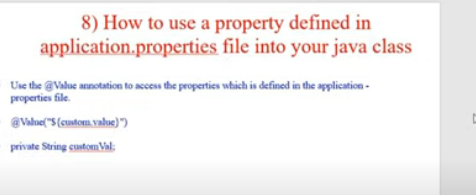 8) How to use a property defined in
application.properties file into your java class
Use the @Value annotation to access the properties which is defined in the application -
properties file.
@Value("${custom.value}")
private String customVal;